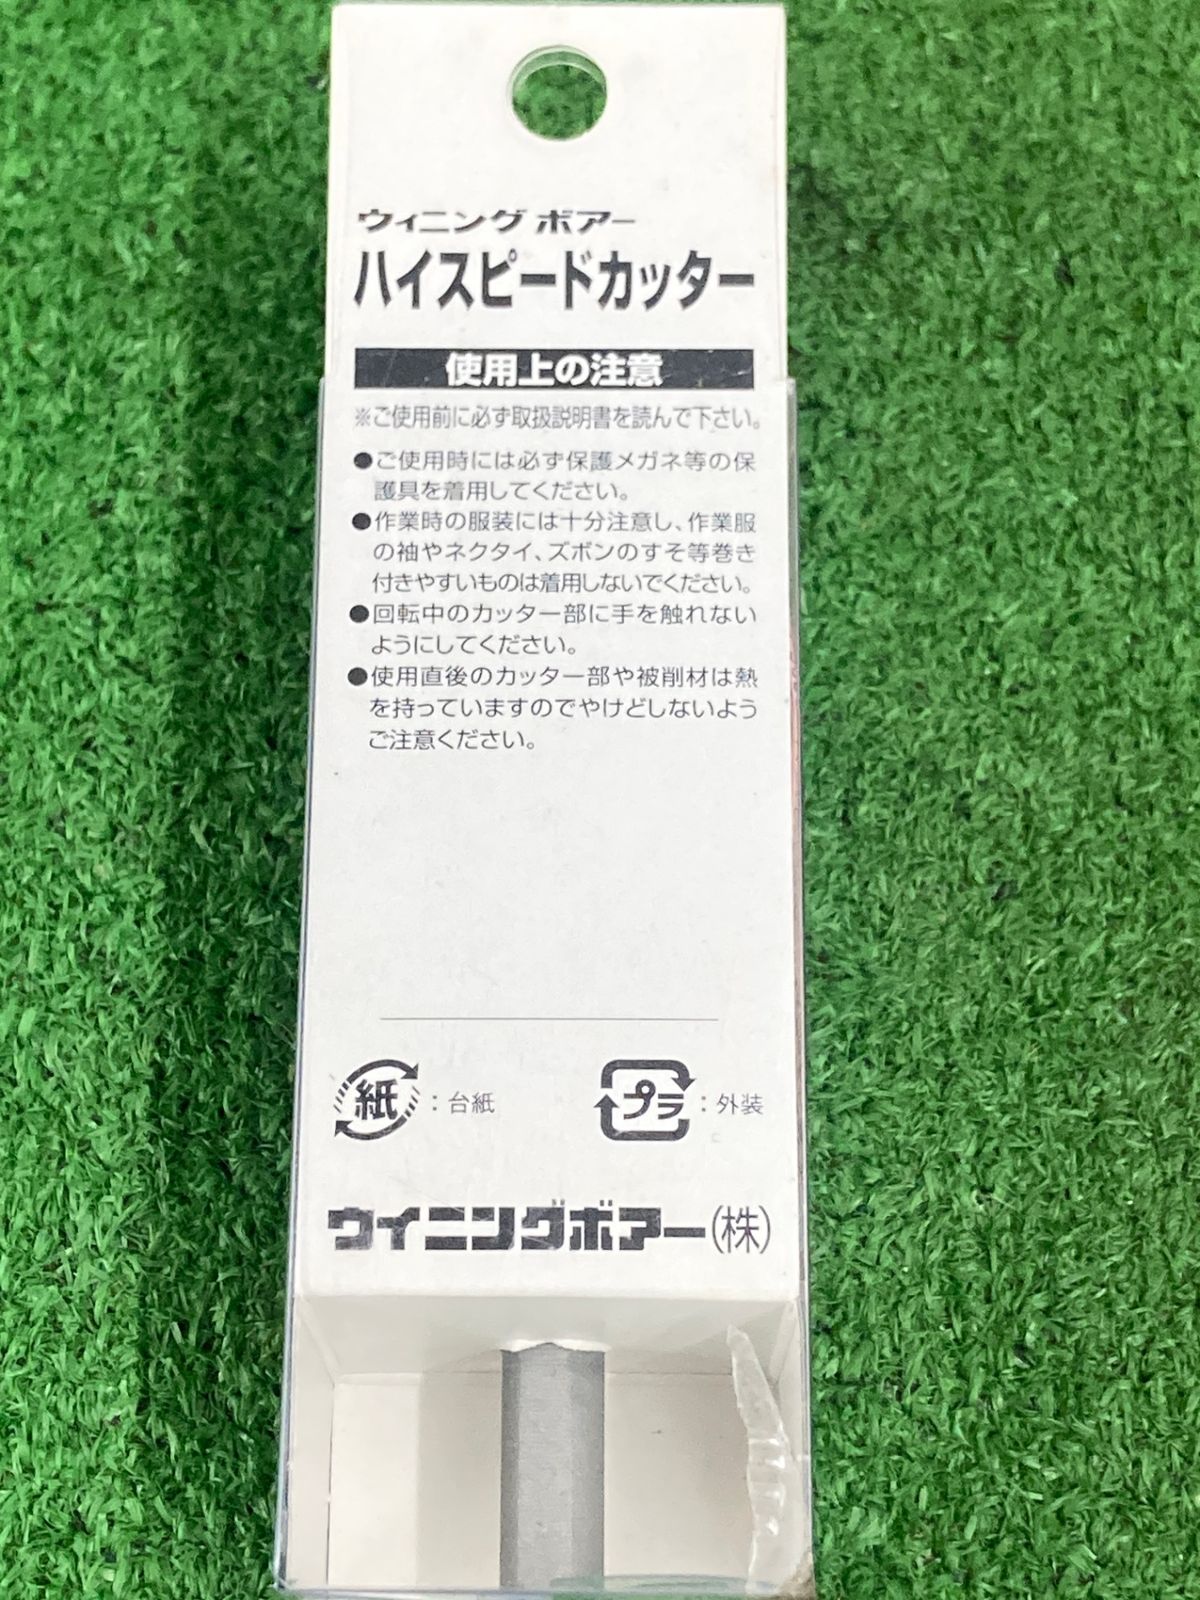 ウィニング ボアー
ハイスピードカッター
使用上の注意
※ご使用前に必ず取扱説明書を読んで下さい。
●ご使用時には必ず保護メガネ等の保
護具を着用してください。
●作業時の服装には十分注意し、作業服
の袖やネクタイ、ズボンのすそ等巻き
付きやすいものは着用しないでください。
●回転中のカッター部に手を触れない
ようにしてください。
●使用直後のカッター部や被削材は熱
を持っていますのでやけどしないよう
ご注意ください。
紙：台紙
プラ：外装
ウイニングボアー(株)